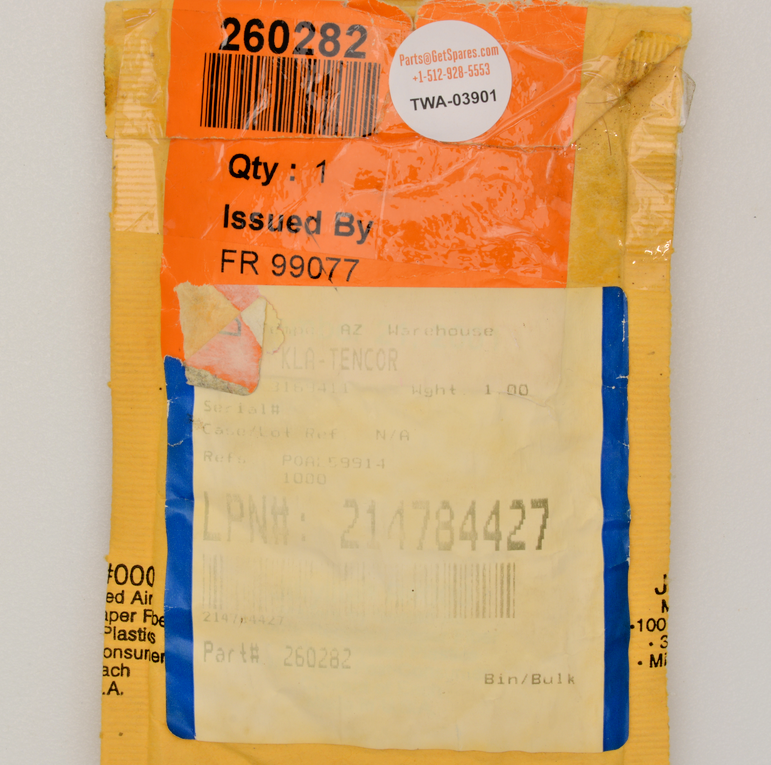 260282
Parts@GetSpares.com
+1-512-928-5553
TWA-03901
Qty : 1
Issued By
FR 99077
AZ Warehouse
KLA-TENCOR
Wght 1.00
Serial#
Case/Lot Ref N/A
Refs
1000
LPN#: 214784427
214784427
Part# 260282
Bin/Bulk
#000
ed Air
aper
Plastic
onsumer
ach
.A.
J
M
•100
• 3
• Mi